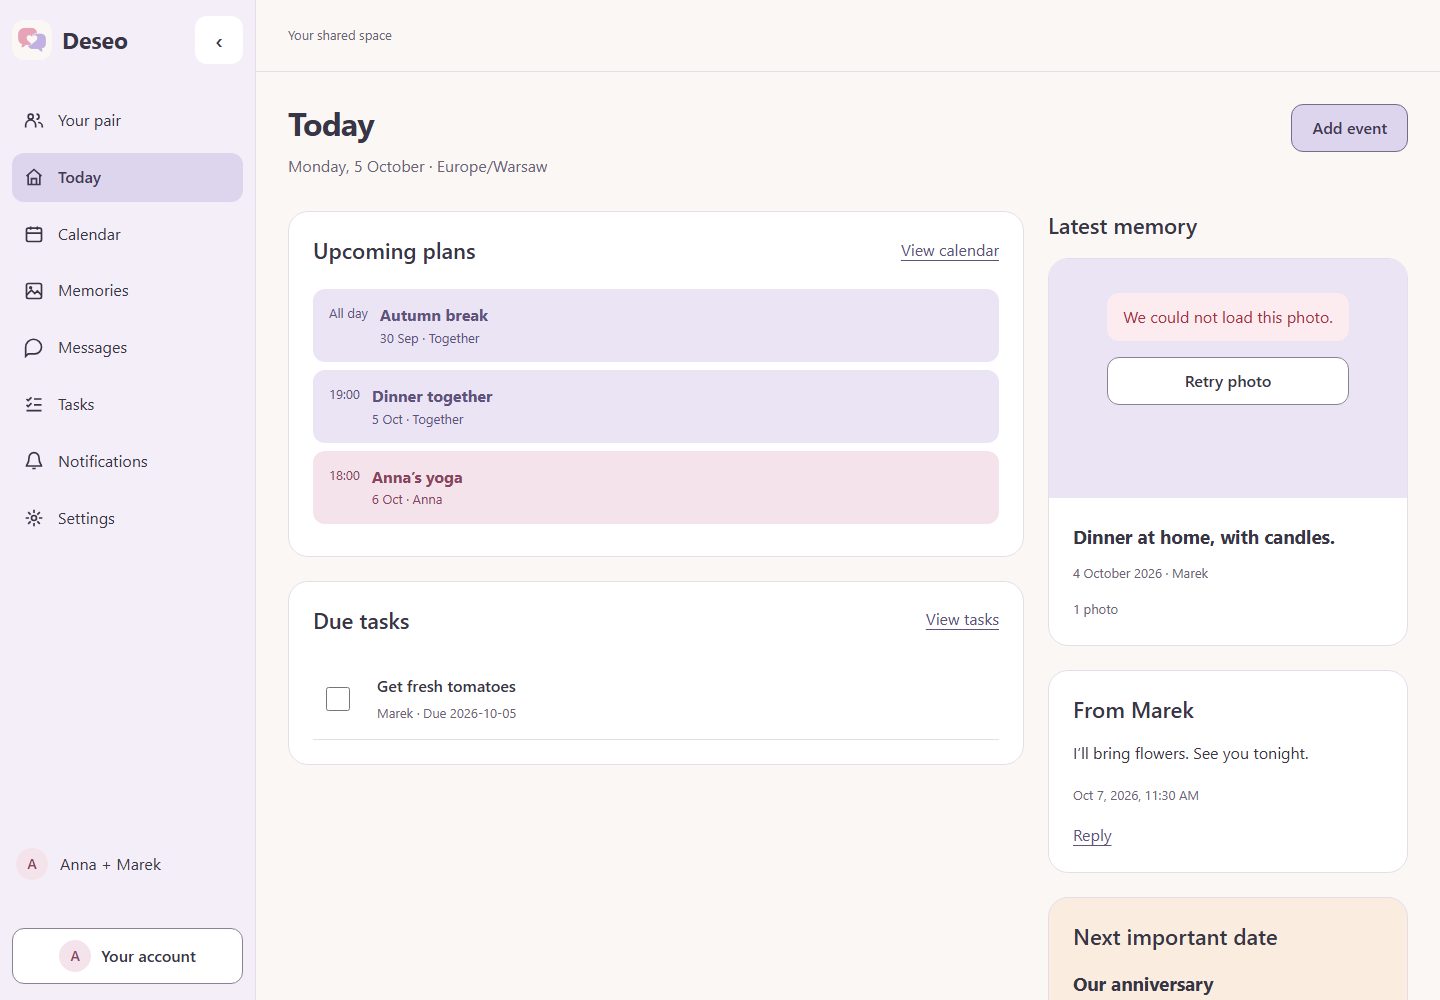 Deseo
‹
Your pair
Today
Calendar
Memories
Messages
Tasks
Notifications
Settings
A
Anna + Marek
A
Your account
Your shared space
Today
Monday, 5 October · Europe/Warsaw
Add event
Upcoming plans
View calendar
All day
Autumn break
30 Sep · Together
19:00
Dinner together
5 Oct · Together
18:00
Anna’s yoga
6 Oct · Anna
Due tasks
View tasks
Get fresh tomatoes
Marek · Due 2026-10-05
Latest memory
We could not load this photo.
Retry photo
Dinner at home, with candles.
4 October 2026 · Marek
1 photo
From Marek
I’ll bring flowers. See you tonight.
Oct 7, 2026, 11:30 AM
Reply
Next important date
Our anniversary